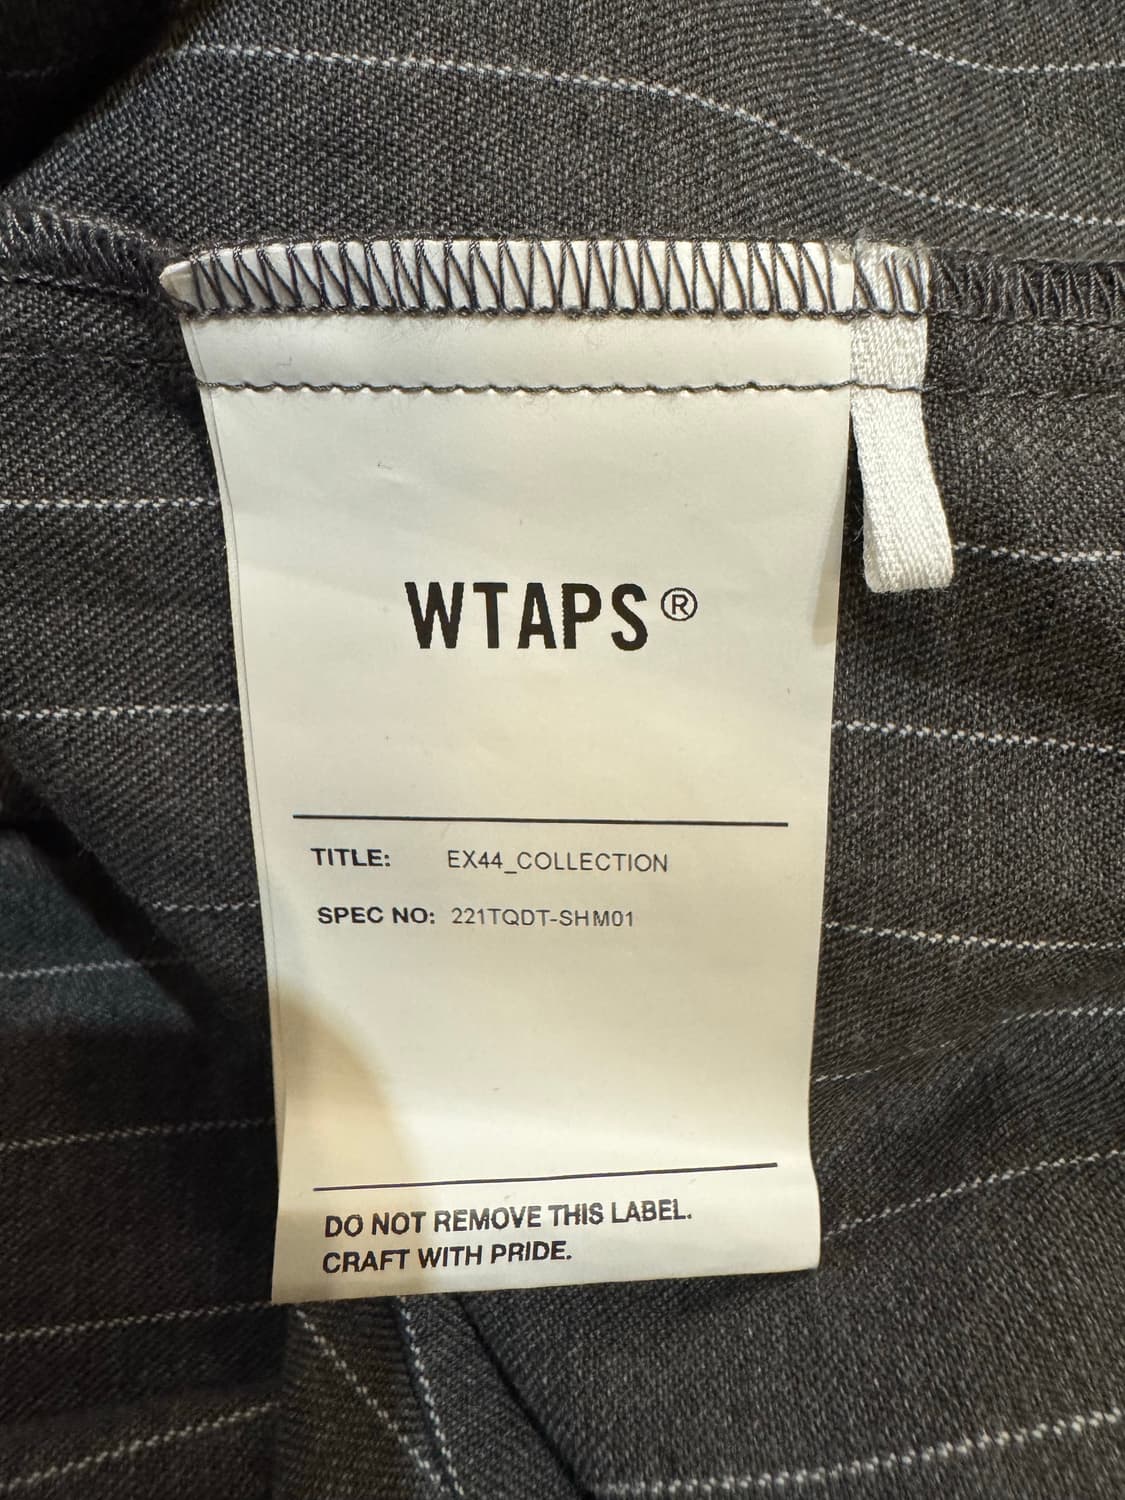 WTAPS®
TITLE: EX44_COLLECTION
SPEC NO: 221TQDT-SHM01
DO NOT REMOVE THIS LABEL.
CRAFT WITH PRIDE.